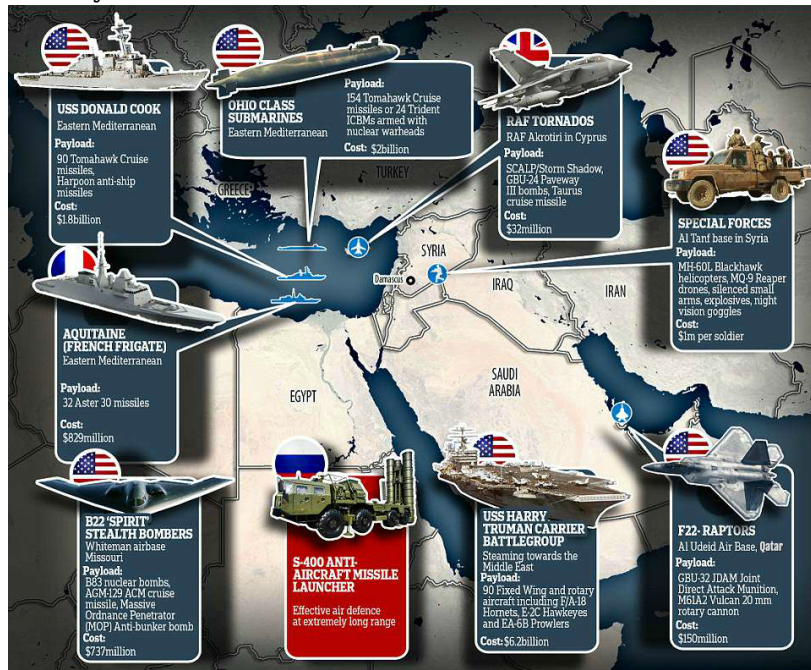 USS DONALD COOK
Eastern Mediterranean
Payload:
90 Tomahawk Cruise
missiles,
Harpoon anti-ship
missiles
Cost:
$1.8billion
OHIO CLASS
SUBMARINES
Eastern Mediterranean
Payload:
154 Tomahawk Cruise
missiles or 24 Trident
ICBMs armed with
nuclear warheads
Cost: $2billion
RAF TORNADOS
RAF Akrotiri in Cyprus
Payload:
SCALP/Storm Shadow,
GBU-24 Paveway
III bombs, Taurus
cruise missile
Cost:
$32million
SPECIAL FORCES
Al Tanf base in Syria
Payload:
MH-60L Blackhawk
helicopters, MQ-9 Reaper
drones, silenced small
arms, explosives, night
vision goggles
Cost:
$1m per soldier
GREECE
TURKEY
SYRIA
Damascus
IRAQ
IRAN
EGYPT
SAUDI
ARABIA
AQUITAINE
(FRENCH FRIGATE)
Eastern Mediterranean
Payload:
32 Aster 30 missiles
Cost:
$829million
B22 'SPIRIT'
STEALTH BOMBERS
Whiteman airbase
Missouri
Payload:
B83 nuclear bombs,
AGM-129 ACM cruise
missile, Massive
Ordnance Penetrator
(MOP) Anti-bunker bomb
Cost:
$737million
S-400 ANTI-
AIRCRAFT MISSILE
LAUNCHER
Effective air defence
at extremely long range
USS HARRY
TRUMAN CARRIER
BATTLEGROUP
Steaming towards the
Middle East
Payload:
90 Fixed Wing and rotary
aircraft including F/A-18
Hornets, E-2C Hawkeyes
and EA-6B Prowlers
Cost: $6.2billion
F22- RAPTORS
Al Udeid Air Base, Qatar
Payload:
GBU-32 JDAM Joint
Direct Attack Munition,
M61A2 Vulcan 20 mm
rotary cannon
Cost:
$150million